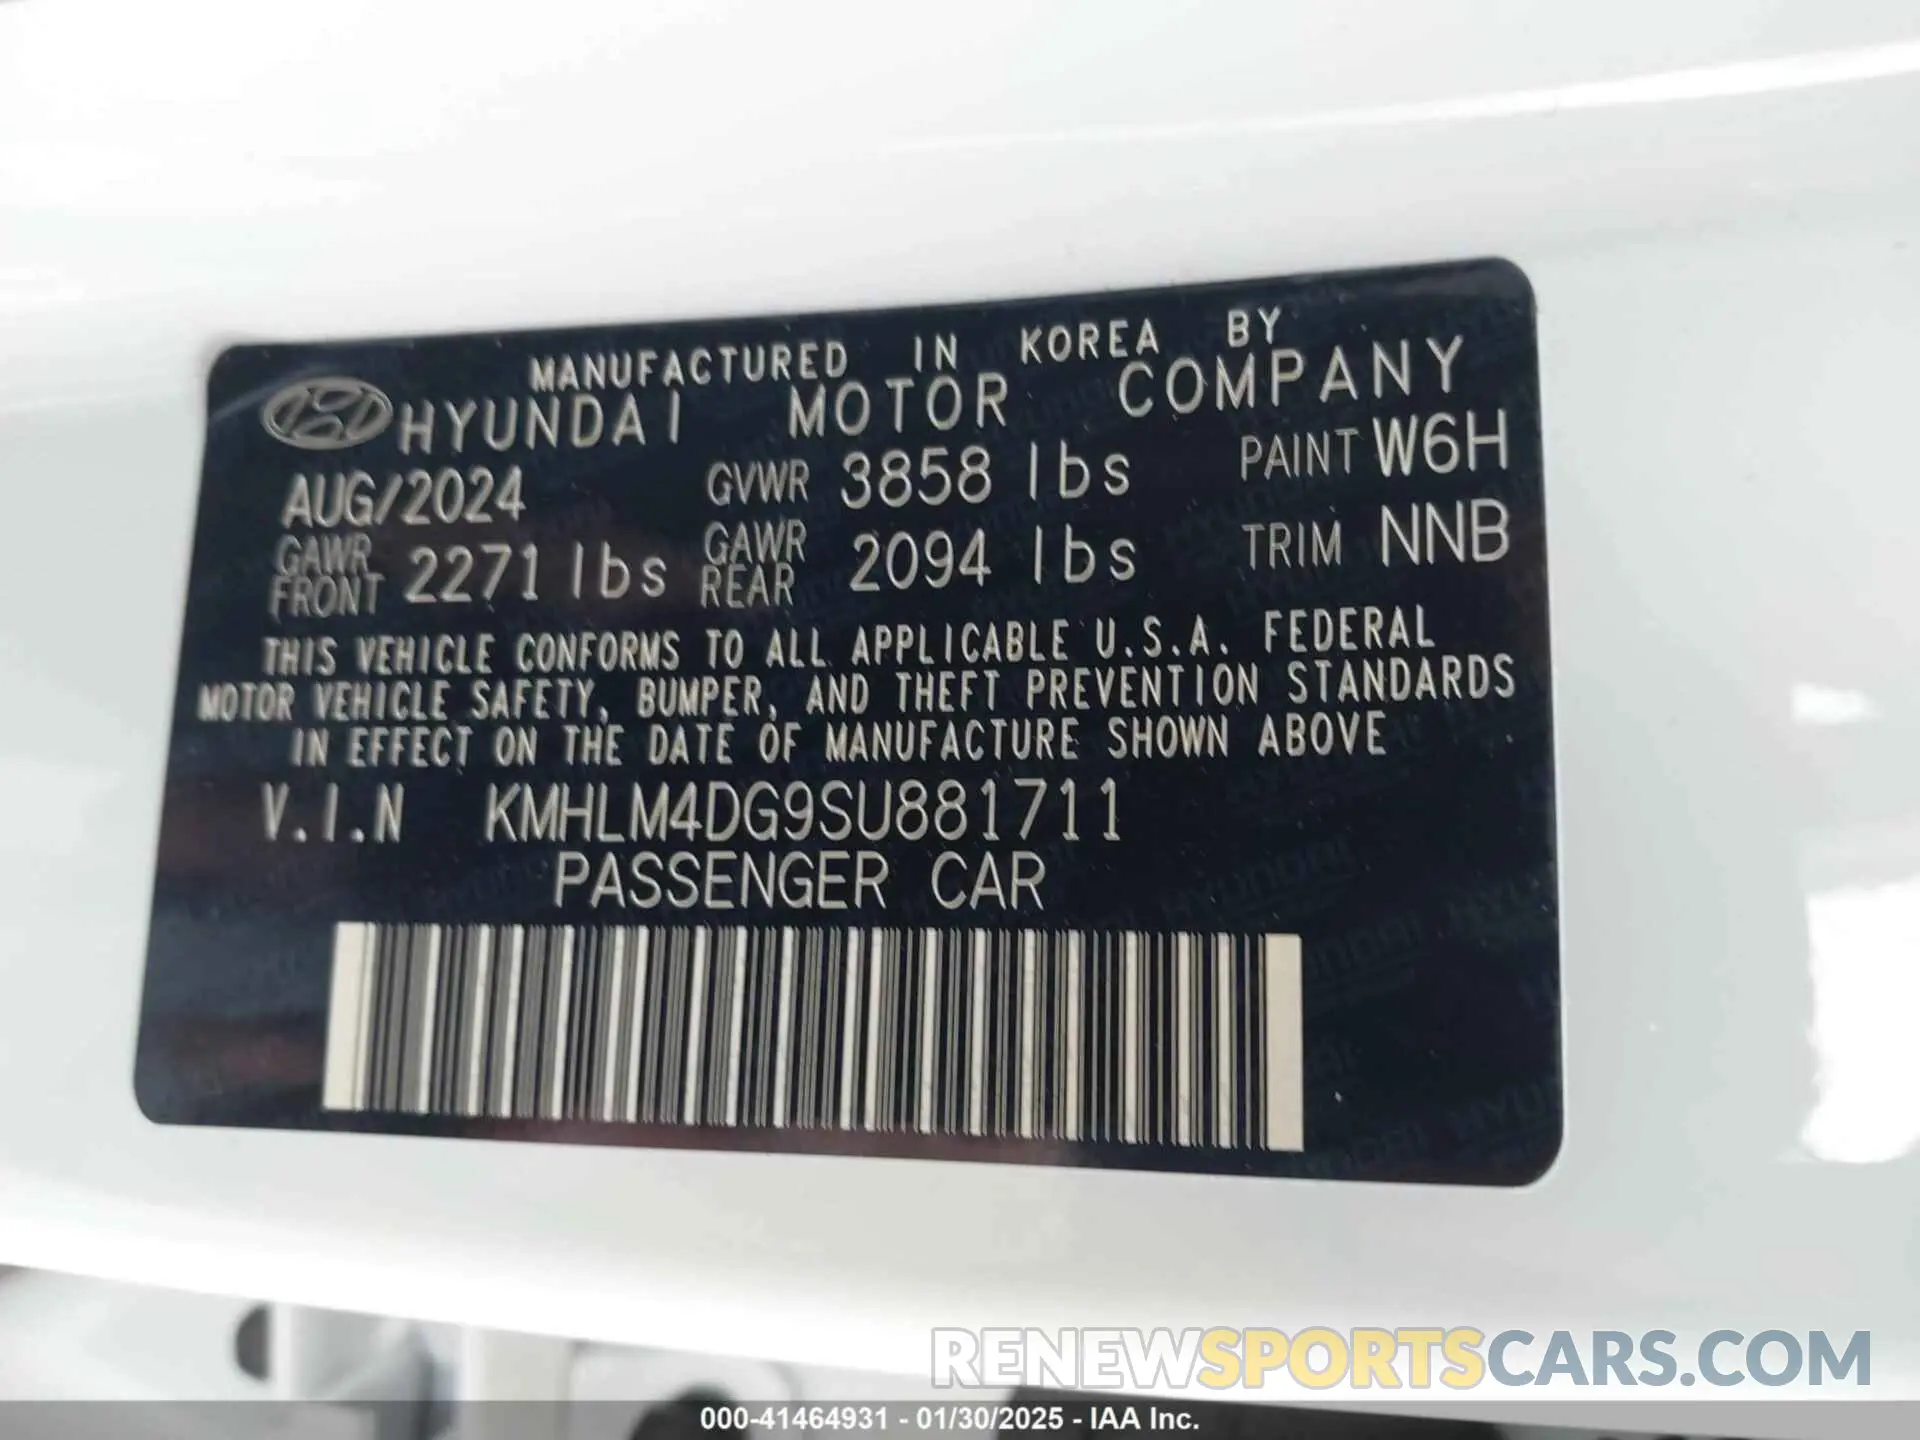 MANUFACTURED IN KOREA BY
HYUNDAI MOTOR COMPANY
AUG/2024 GVWR 3858 lbs PAINT W6H
GAWR FRONT 2271 lbs GAWR REAR 2094 lbs TRIM NNB
THIS VEHICLE CONFORMS TO ALL APPLICABLE U.S.A. FEDERAL
MOTOR VEHICLE SAFETY, BUMPER, AND THEFT PREVENTION STANDARDS
IN EFFECT ON THE DATE OF MANUFACTURE SHOWN ABOVE
V.I.N KMHLM4DG9SU881711
PASSENGER CAR
RENEWSPORTSCARS.COM
000-41464931 - 01/30/2025 - IAA Inc.